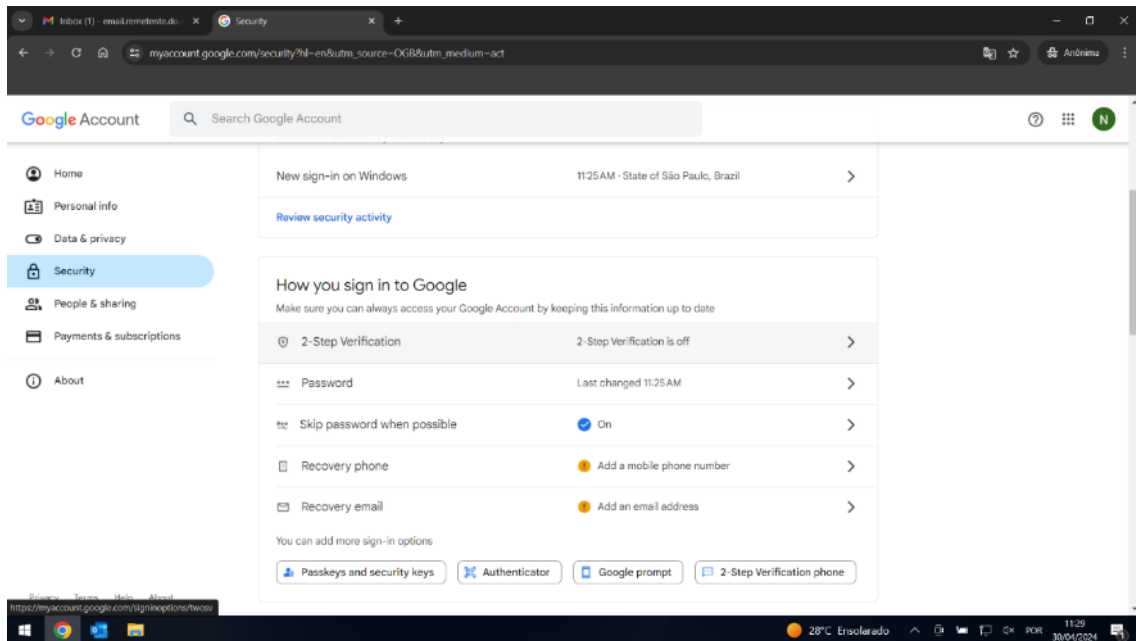 Inbox (1) - email.remetente.do.
Security
myaccount.google.com/security?hl=en&utm_source=OGB&utm_medium=act
Anônima
Google Account
Search Google Account
N
Home
Personal info
Data & privacy
Security
People & sharing
Payments & subscriptions
About
New sign-in on Windows
11:25 AM · State of São Paulo, Brazil
Review security activity
How you sign in to Google
Make sure you can always access your Google Account by keeping this information up to date
2-Step Verification
2-Step Verification is off
Password
Last changed 11:25 AM
Skip password when possible
On
Recovery phone
Add a mobile phone number
Recovery email
Add an email address
You can add more sign-in options
Passkeys and security keys
Authenticator
Google prompt
2-Step Verification phone
Privacy Terms Help About
https://myaccount.google.com/signinoptions/twosv
28°C Ensolarado
POR
11:29
30/04/2024